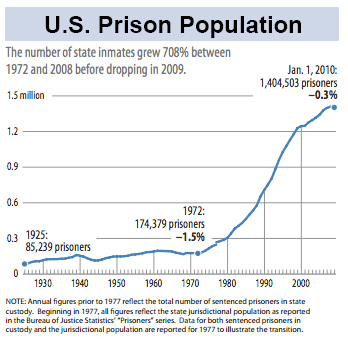 U.S. Prison Population
The number of state inmates grew 708% between
1972 and 2008 before dropping in 2009.
Jan. 1, 2010:
1,404,503 prisoners
–0.3%
1.5 million
1.2
0.9
0.6
0.3
0
1972:
174,379 prisoners
–1.5%
1925:
85,239 prisoners
1930
1940
1950
1960
1970
1980
1990
2000
NOTE: Annual figures prior to 1977 reflect the total number of sentenced prisoners in state
custody. Beginning in 1977, all figures reflect the state jurisdictional population as reported
in the Bureau of Justice Statistics’ “Prisoners” series. Data for both sentenced prisoners in
custody and the jurisdictional population are reported for 1977 to illustrate the transition.